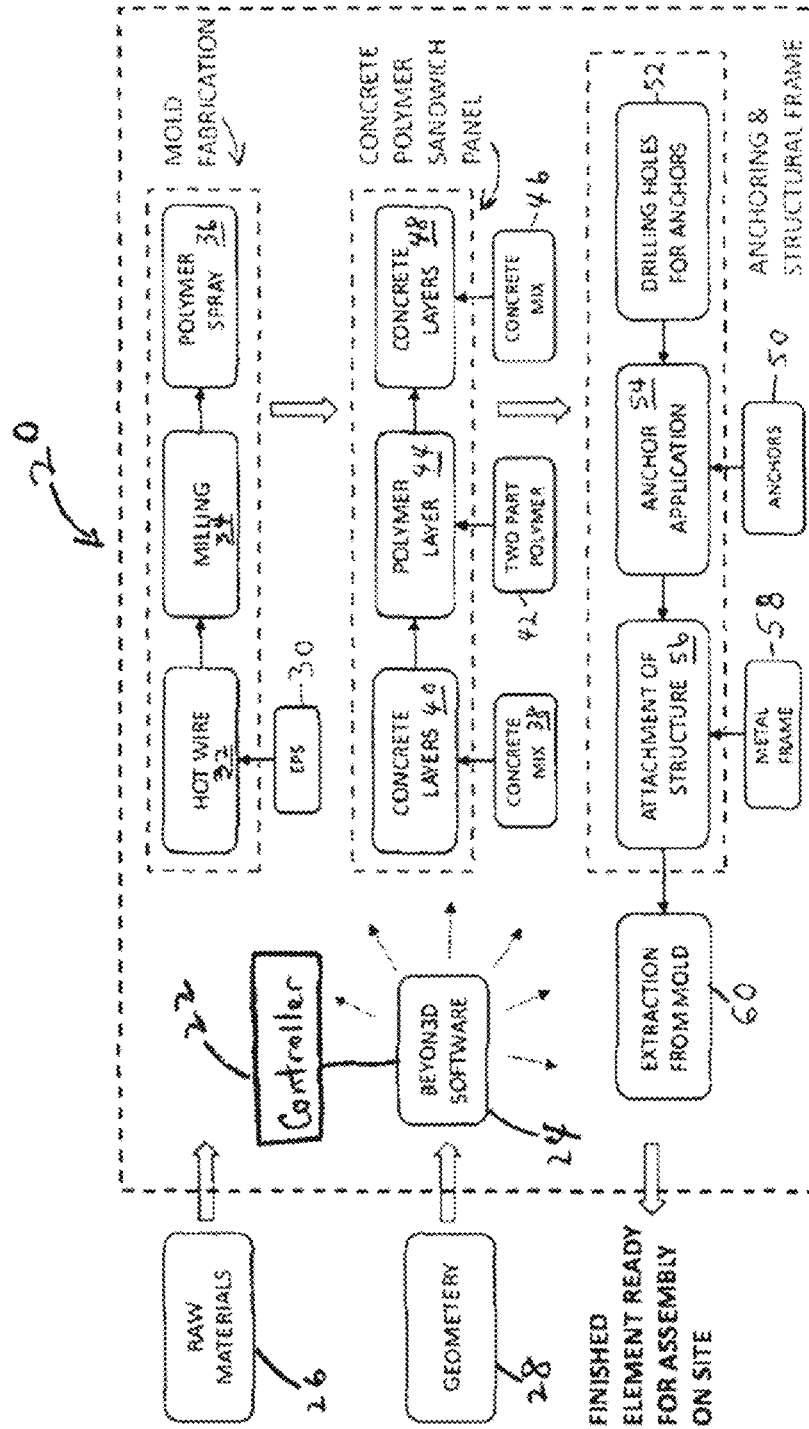 20
RAW
MATERIALS
26
GEOMETERY
28
FINISHED
ELEMENT READY
FOR ASSEMBLY
ON SITE
22
Controller
BEYON3D
SOFTWARE
24
MOLD
FABRICATION
HOT WIRE
32
MILLING
34
POLYMER
SPRAY 36
EPS
30
CONCRETE
POLYMER
SANDWICH
PANEL
CONCRETE
LAYERS 40
POLYMER
LAYER 44
CONCRETE
LAYERS 48
CONCRETE
MIX 38
TWO PART
POLYMER
42
CONCRETE
MIX
46
DRILLING HOLES
FOR ANCHORS
52
ANCHOR 54
APPLICATION
ATTACHMENT OF
STRUCTURE 56
EXTRACTION
FROM MOLD
60
METAL
FRAME
58
ANCHORS
50
ANCHORING &
STRUCTURAL FRAME